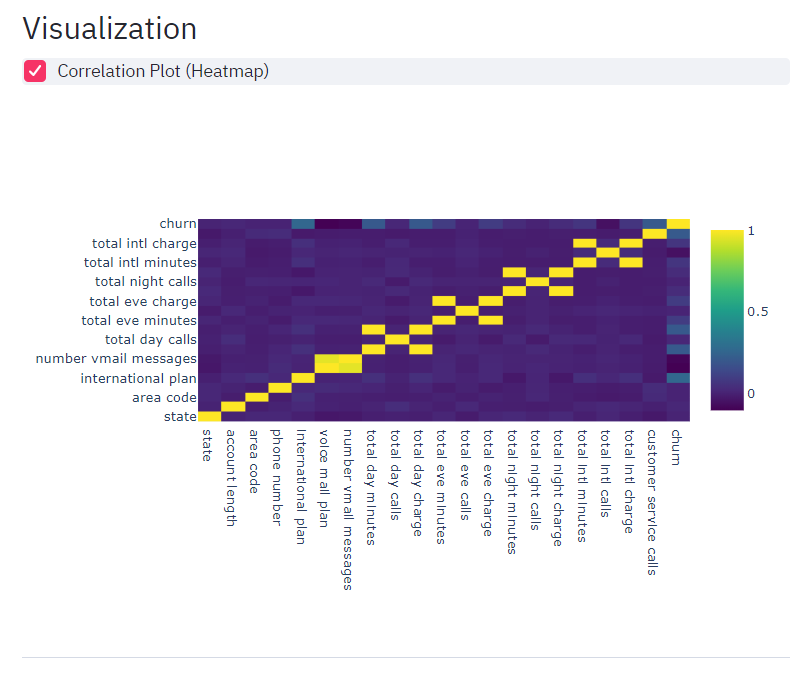 Visualization
Correlation Plot (Heatmap)
churn
total intl charge
total intl minutes
total night calls
total eve charge
total eve minutes
total day calls
number vmail messages
international plan
area code
state
1
0.5
0
state
account length
area code
phone number
international plan
voice mail plan
number vmail messages
total day minutes
total day calls
total day charge
total eve minutes
total eve calls
total eve charge
total night minutes
total night calls
total night charge
total intl minutes
total intl calls
total intl charge
customer service calls
churn